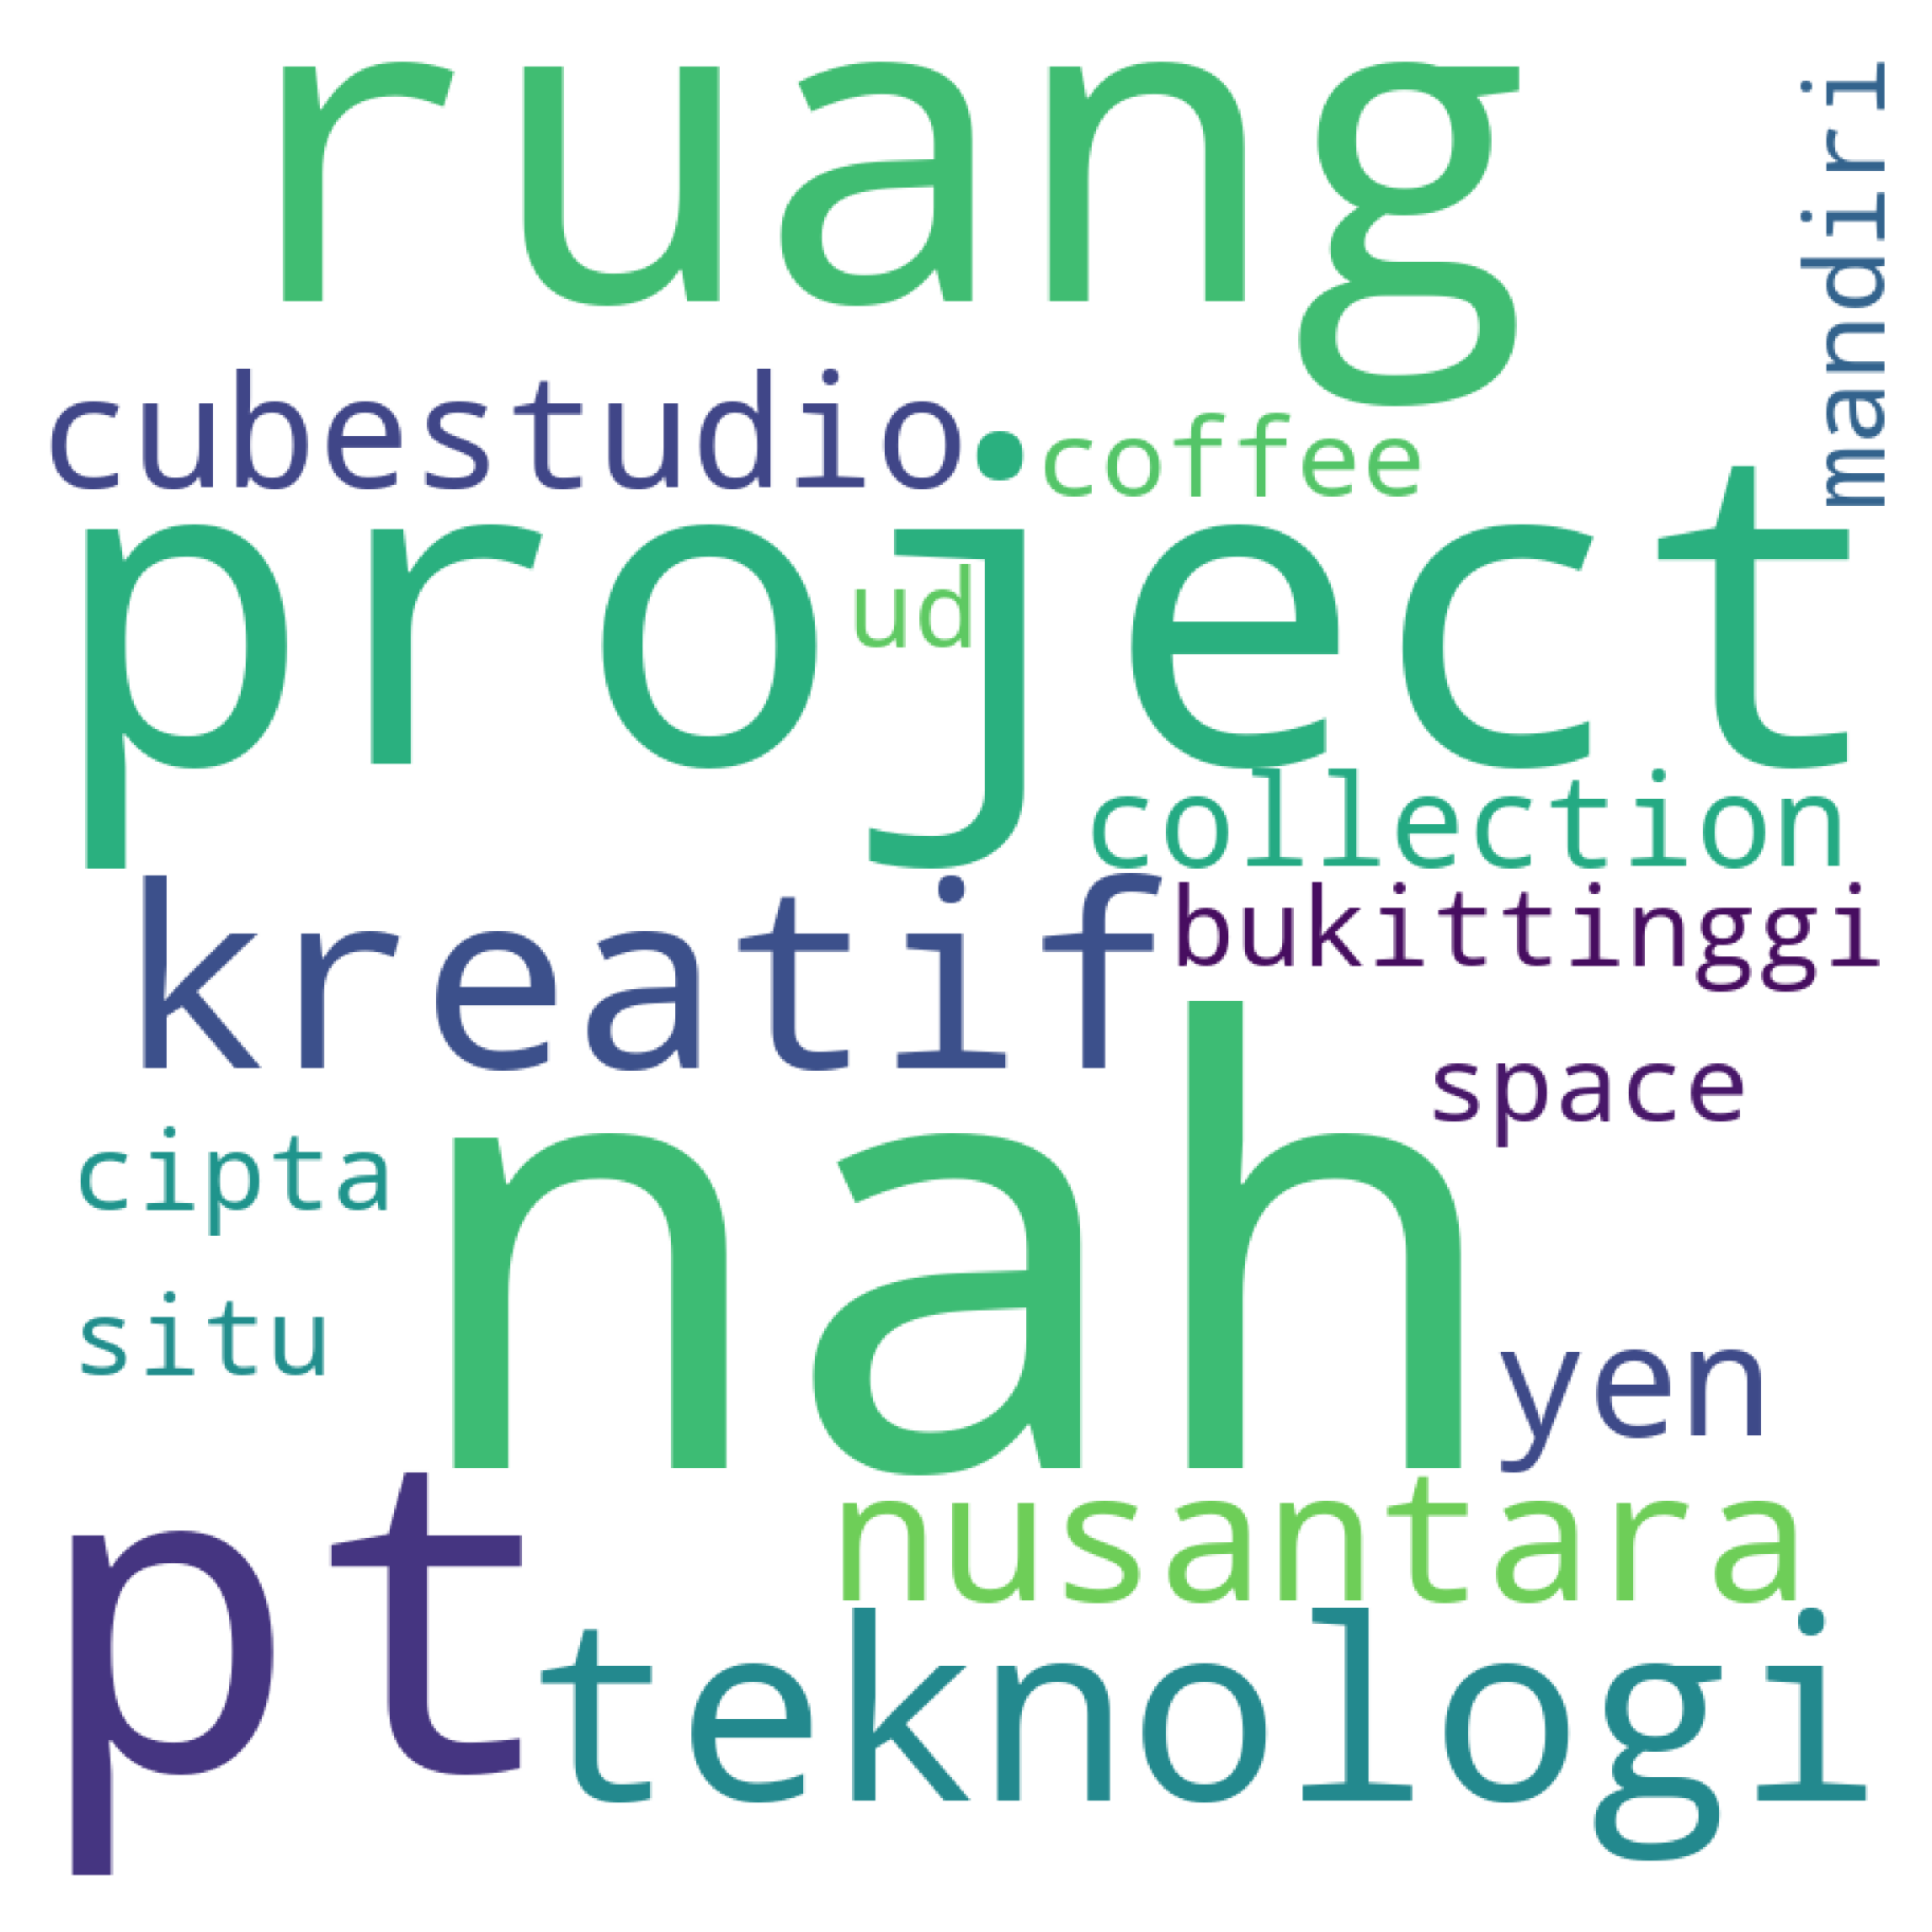 ruang
mandiri
cubestudio
coffee
project
ud
collection
kreatif
bukittinggi
space
cipta
nah
situ
yen
pt
nusantara
teknologi